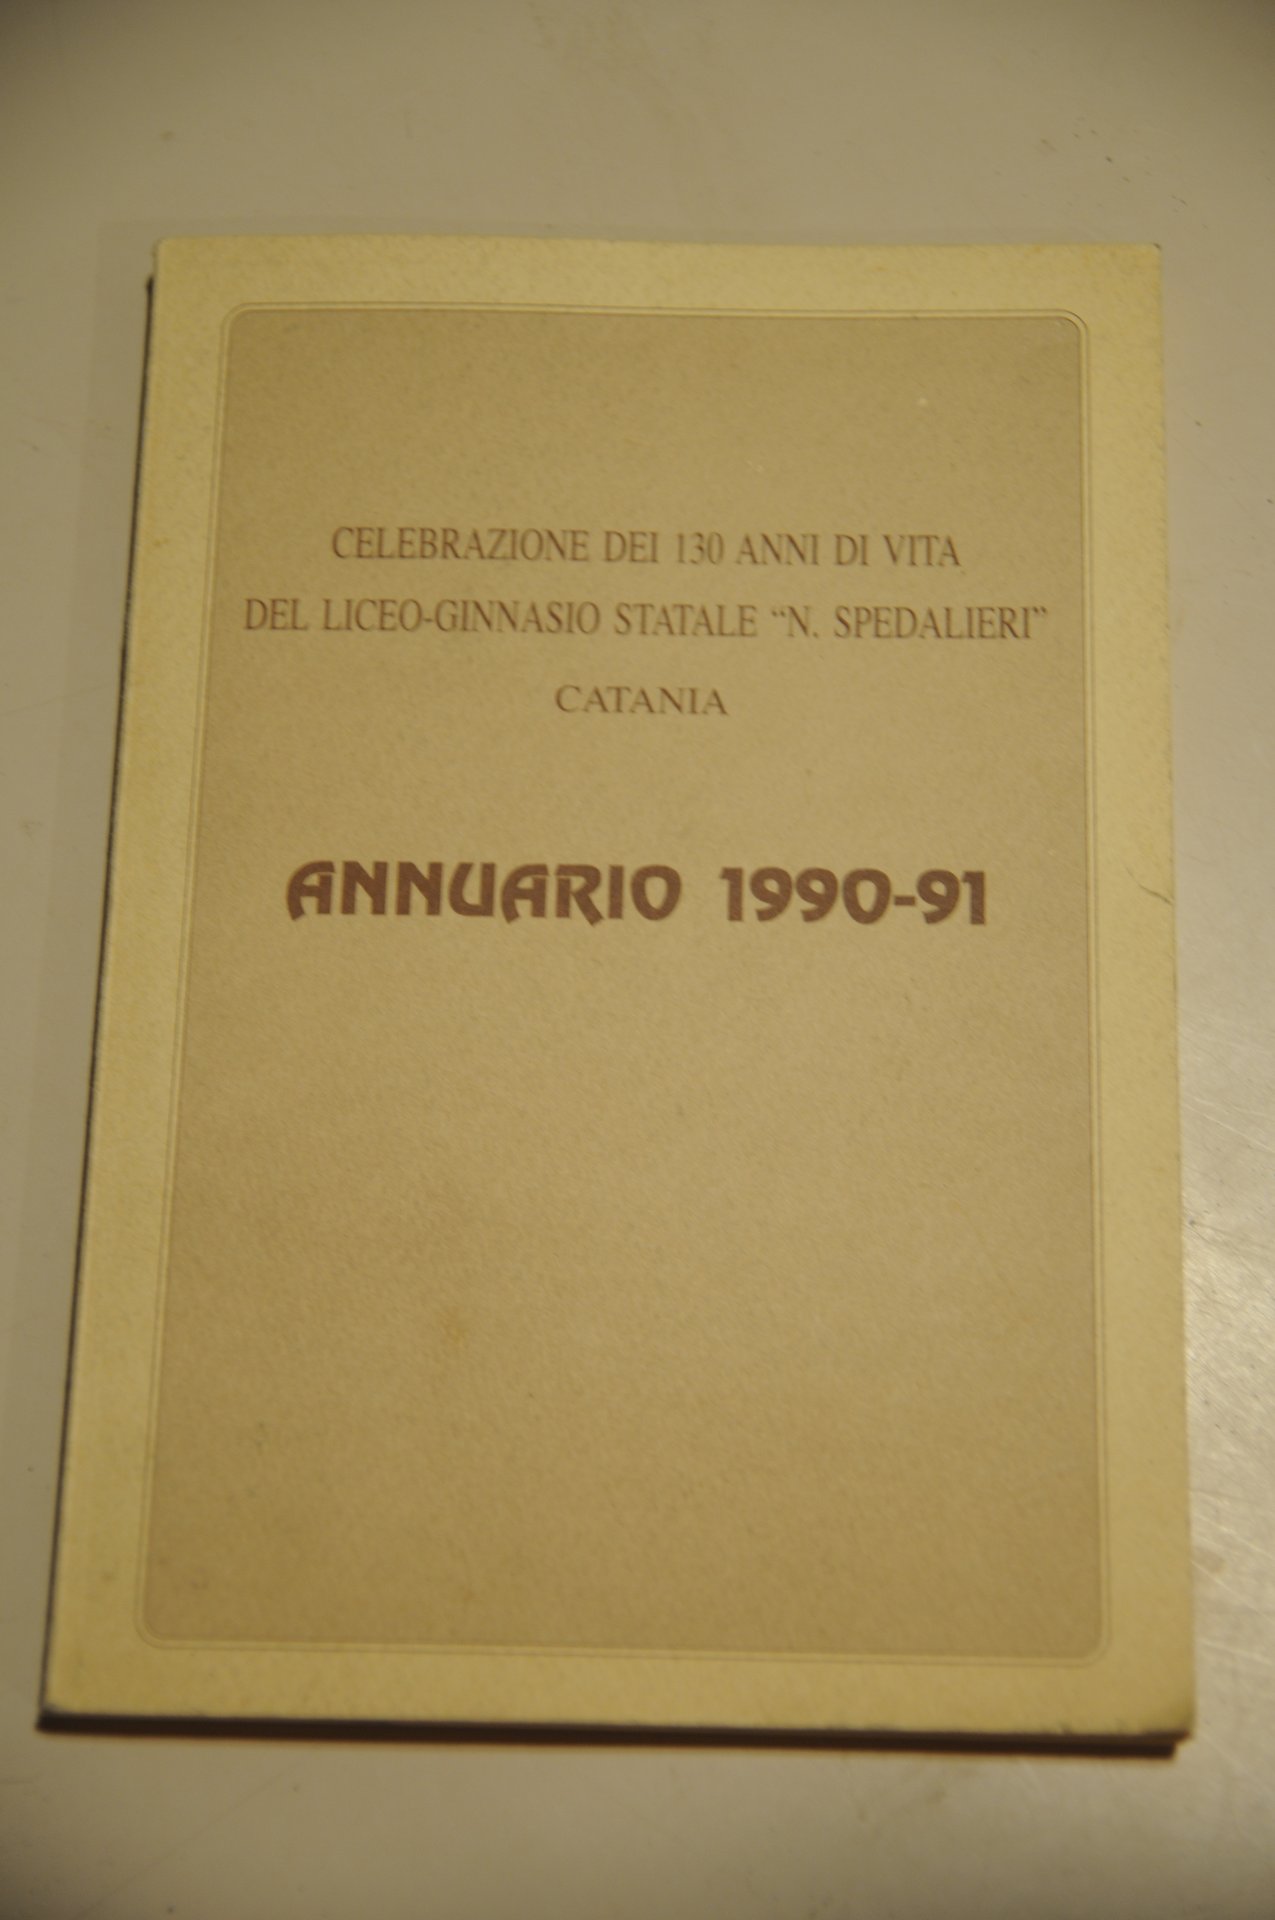 CELEBRAZIONE DEI 130 ANNI DI VITA
DEL LICEO-GINNASIO STATALE “N. SPEDALIERI”
CATANIA
ANNUARIO 1990-91